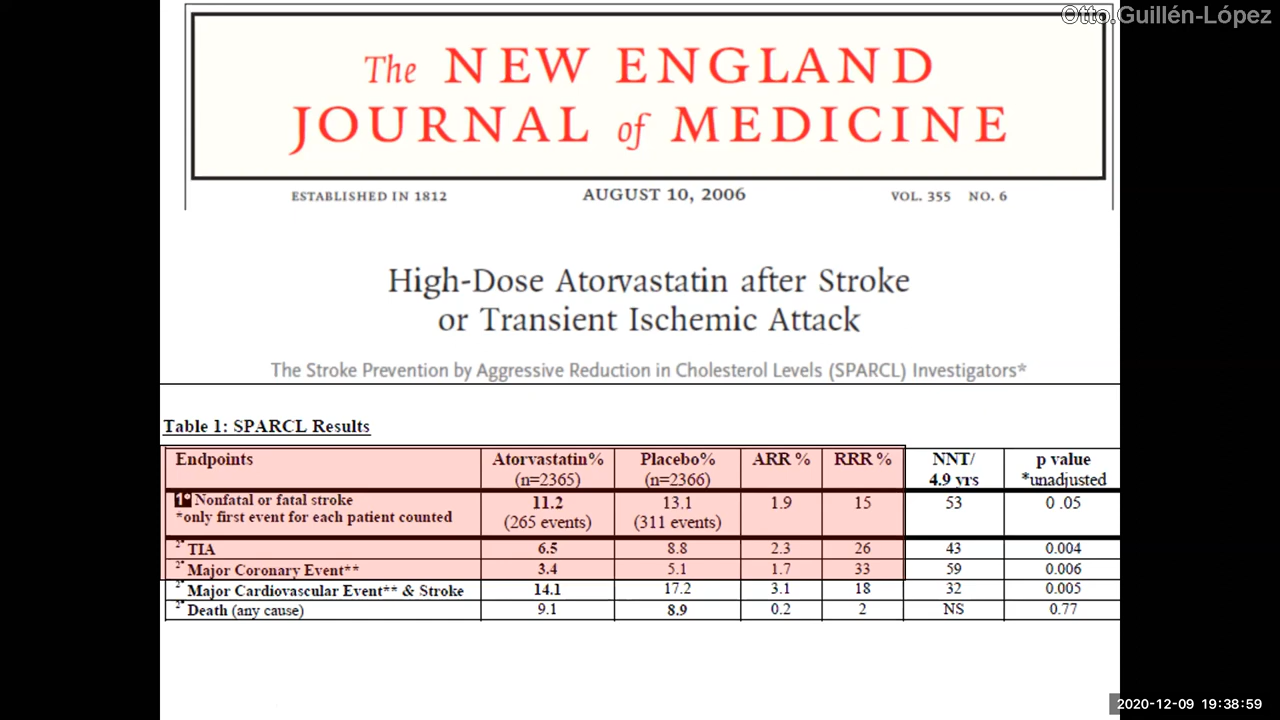 Otto.Guillén-López
The NEW ENGLAND
JOURNAL of MEDICINE
ESTABLISHED IN 1812 AUGUST 10, 2006 VOL. 355 NO. 6
High-Dose Atorvastatin after Stroke
or Transient Ischemic Attack
The Stroke Prevention by Aggressive Reduction in Cholesterol Levels (SPARCL) Investigators*
Table 1: SPARCL Results
Endpoints Atorvastatin% (n=2365) Placebo% (n=2366) ARR % RRR % NNT/ 4.9 yrs p value *unadjusted
1° Nonfatal or fatal stroke *only first event for each patient counted 11.2 (265 events) 13.1 (311 events) 1.9 15 53 0 .05
2° TIA 6.5 8.8 2.3 26 43 0.004
2° Major Coronary Event** 3.4 5.1 1.7 33 59 0.006
2° Major Cardiovascular Event** & Stroke 14.1 17.2 3.1 18 32 0.005
2° Death (any cause) 9.1 8.9 0.2 2 NS 0.77
2020-12-09 19:38:59